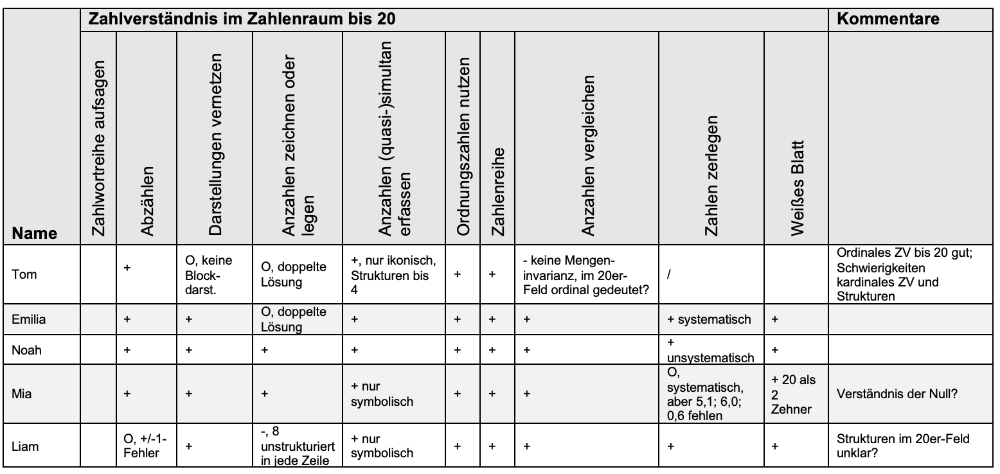 Zahlverständnis im Zahlenraum bis 20
Kommentare
Name
Zahlwortreihe aufsagen
Abzählen
Darstellungen vernetzen
Anzahlen zeichnen oder
legen
Anzahlen (quasi-)simultan
erfassen
Ordnungszahlen nutzen
Zahlenreihe
Anzahlen vergleichen
Zahlen zerlegen
Weißes Blatt
Tom
+
O, keine
Block-
darst.
O, doppelte
Lösung
+, nur ikonisch,
Strukturen bis
4
+
+
- keine Mengen-
invarianz, im 20er-
Feld ordinal gedeutet?
/
Ordinales ZV bis 20 gut;
Schwierigkeiten
kardinales ZV und
Strukturen
Emilia
+
+
O, doppelte
Lösung
+
+
+
+
+ systematisch
+
Noah
+
+
+
+
+
+
+
+
unsystematisch
+
Mia
+
+
+
+ nur
symbolisch
+
+
+
O,
systematisch,
aber 5,1; 6,0;
0,6 fehlen
+ 20 als
2
Zehner
Verständnis der Null?
Liam
O, +/-1-
Fehler
+
-, 8
unstrukturiert
in jede Zeile
+ nur
symbolisch
+
+
+
+
+
Strukturen im 20er-Feld
unklar?